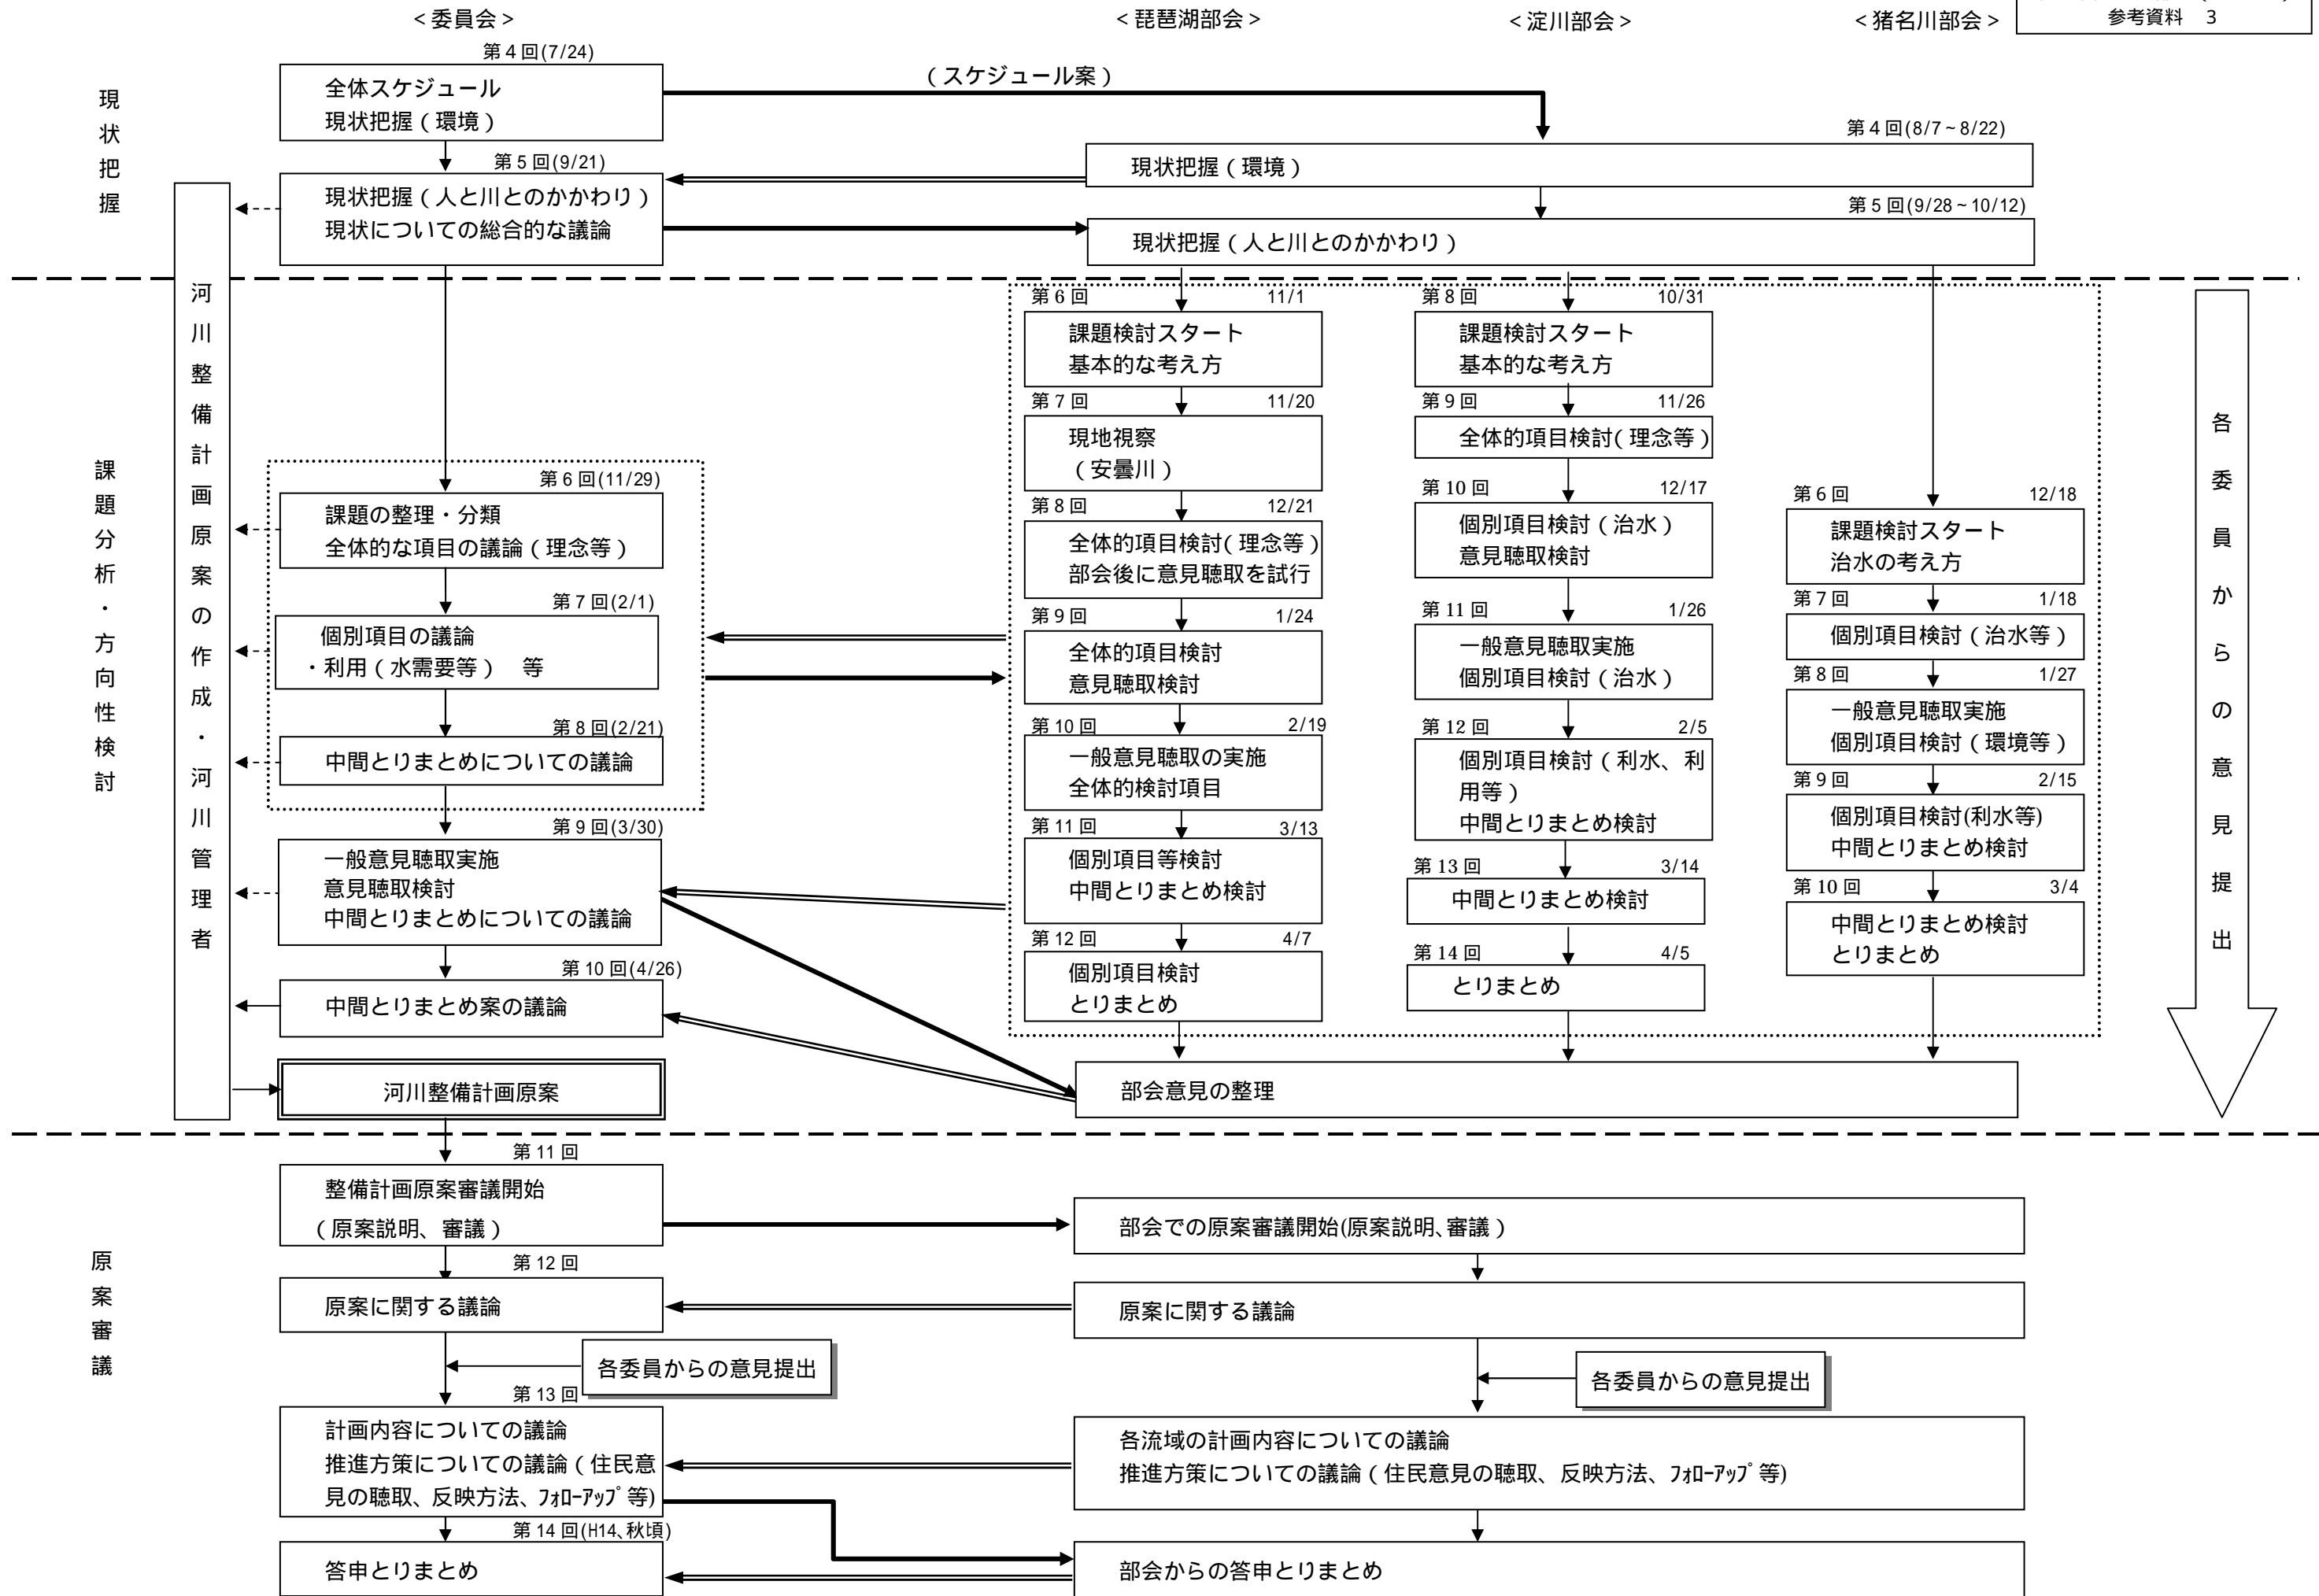 <委員会>
<琵琶湖部会>
<淀川部会>
<猪名川部会>
参考資料 3
現状把握
第4回(7/24)
全体スケジュール
現状把握(環境)
(スケジュール案)
第4回(8/7~8/22)
現状把握(環境)
第5回(9/21)
現状把握(人と川とのかかわり)
現状についての総合的な議論
第5回(9/28~10/12)
現状把握(人と川とのかかわり)
河川整備計画原案の作成・河川管理者
課題分析・方向性検討
第6回(11/29)
課題の整理・分類
全体的な項目の議論(理念等)
第7回(2/1)
個別項目の議論
・利用(水需要等) 等
第8回(2/21)
中間とりまとめについての議論
第9回(3/30)
一般意見聴取実施
意見聴取検討
中間とりまとめについての議論
第10回(4/26)
中間とりまとめ案の議論
河川整備計画原案
第6回 11/1
課題検討スタート
基本的な考え方
第7回 11/20
現地視察
(安曇川)
第8回 12/21
全体的項目検討(理念等)
部会後に意見聴取を試行
第9回 1/24
全体的項目検討
意見聴取検討
第10回 2/19
一般意見聴取の実施
全体的検討項目
第11回 3/13
個別項目等検討
中間とりまとめ検討
第12回 4/7
個別項目検討
とりまとめ
第8回 10/31
課題検討スタート
基本的な考え方
第9回 11/26
全体的項目検討(理念等)
第10回 12/17
個別項目検討(治水)
意見聴取検討
第11回 1/26
一般意見聴取実施
個別項目検討(治水)
第12回 2/5
個別項目検討(利水、利
用等)
中間とりまとめ検討
第13回 3/14
中間とりまとめ検討
第14回 4/5
とりまとめ
第6回 12/18
課題検討スタート
治水の考え方
第7回 1/18
個別項目検討(治水等)
第8回 1/27
一般意見聴取実施
個別項目検討(環境等)
第9回 2/15
個別項目検討(利水等)
中間とりまとめ検討
第10回 3/4
中間とりまとめ検討
とりまとめ
各委員からの意見提出
部会意見の整理
原案審議
第11回
整備計画原案審議開始
(原案説明、審議)
部会での原案審議開始(原案説明、審議)
第12回
原案に関する議論
原案に関する議論
各委員からの意見提出
各委員からの意見提出
第13回
計画内容についての議論
推進方策についての議論(住民意
見の聴取、反映方法、フォローアップ等)
各流域の計画内容についての議論
推進方策についての議論(住民意見の聴取、反映方法、フォローアップ等)
第14回(H14、秋頃)
答申とりまとめ
部会からの答申とりまとめ